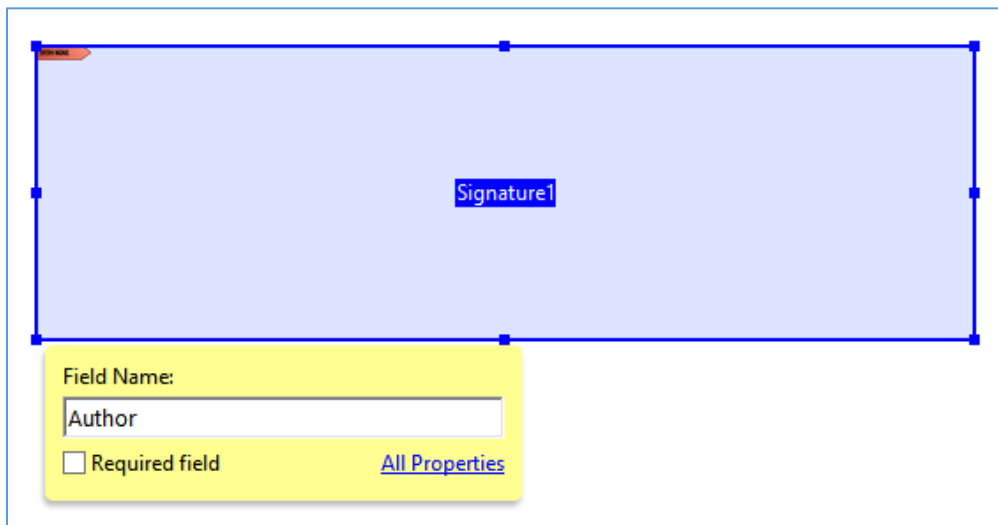 Signature1
Field Name:
Author
Required field
All Properties